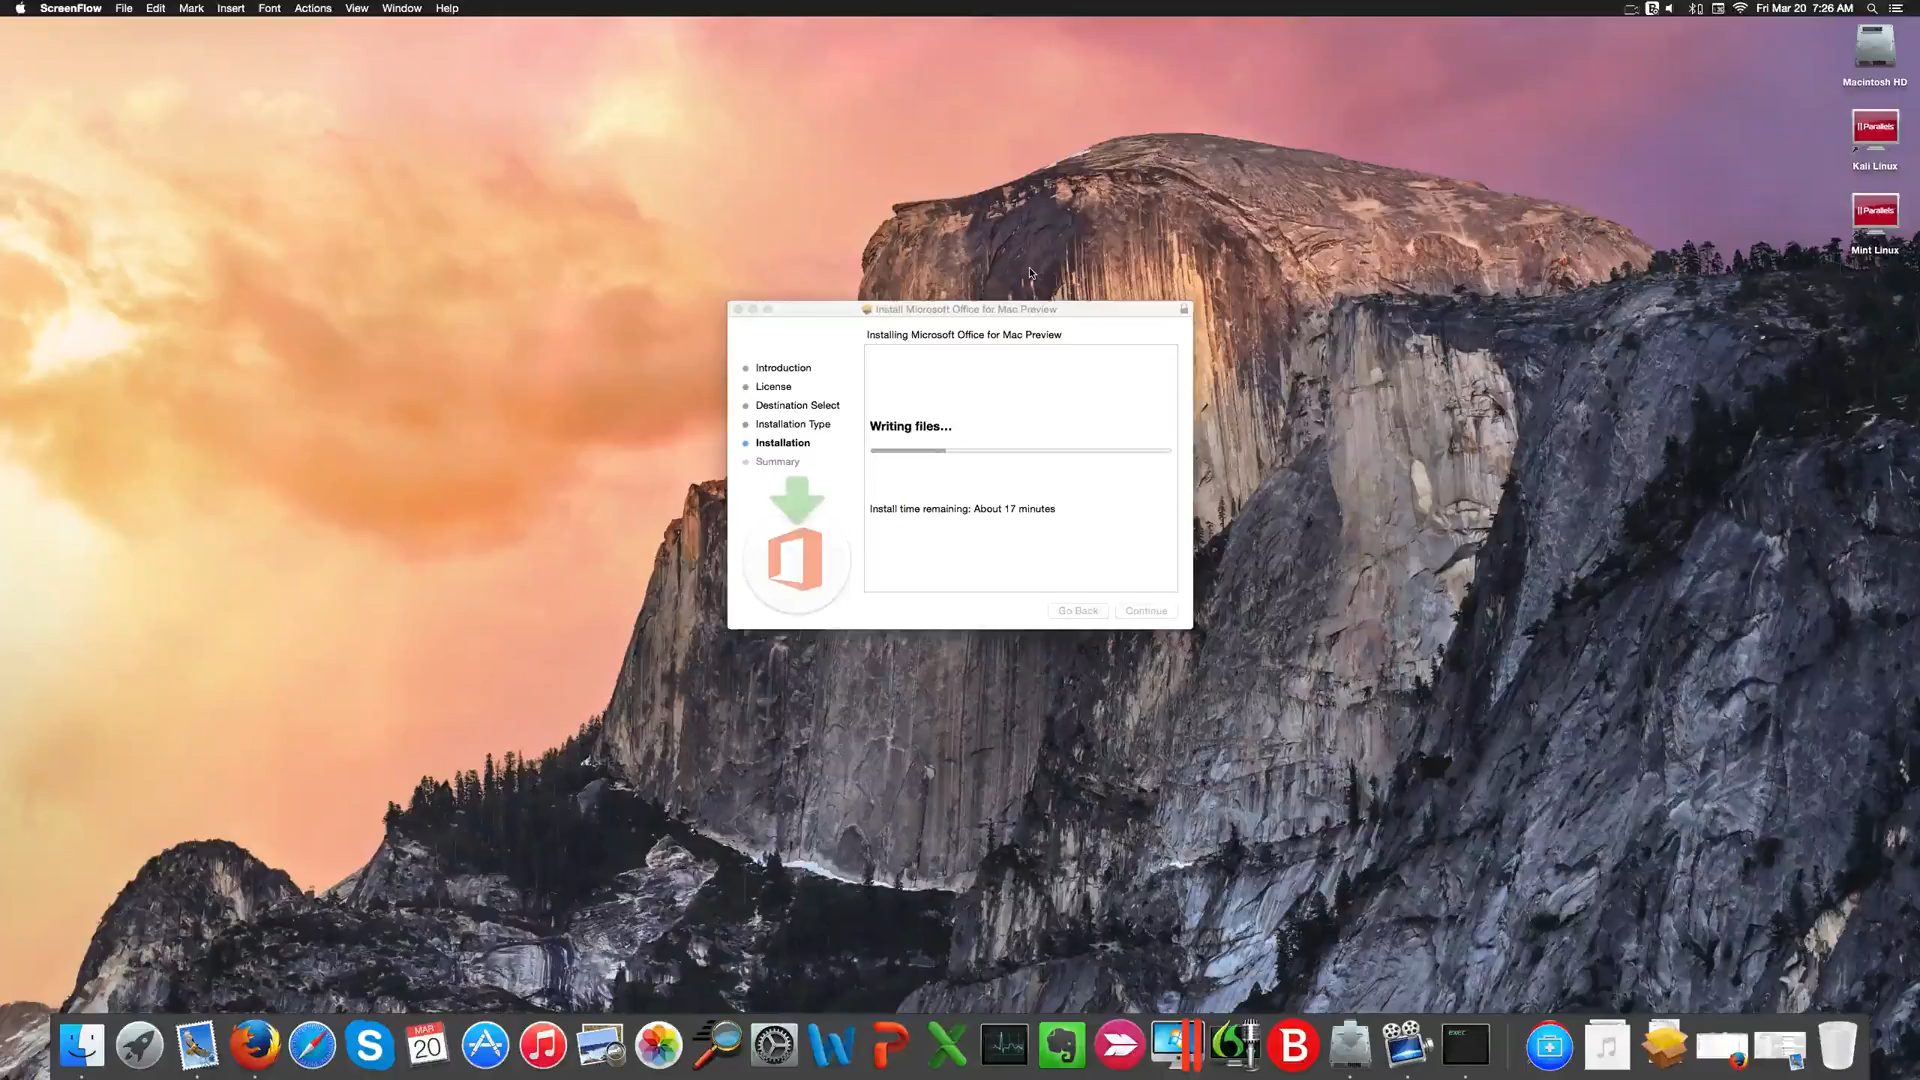 ScreenFlow File Edit Mark Insert Font Actions View Window Help
Fri Mar 20 7:26 AM
Macintosh HD
|| Parallels
Kali Linux
|| Parallels
Mint Linux
Install Microsoft Office for Mac Preview
Installing Microsoft Office for Mac Preview
Introduction
License
Destination Select
Installation Type
Installation
Summary
Writing files...
Install time remaining: About 17 minutes
Go Back
Continue
MAR
20
exec